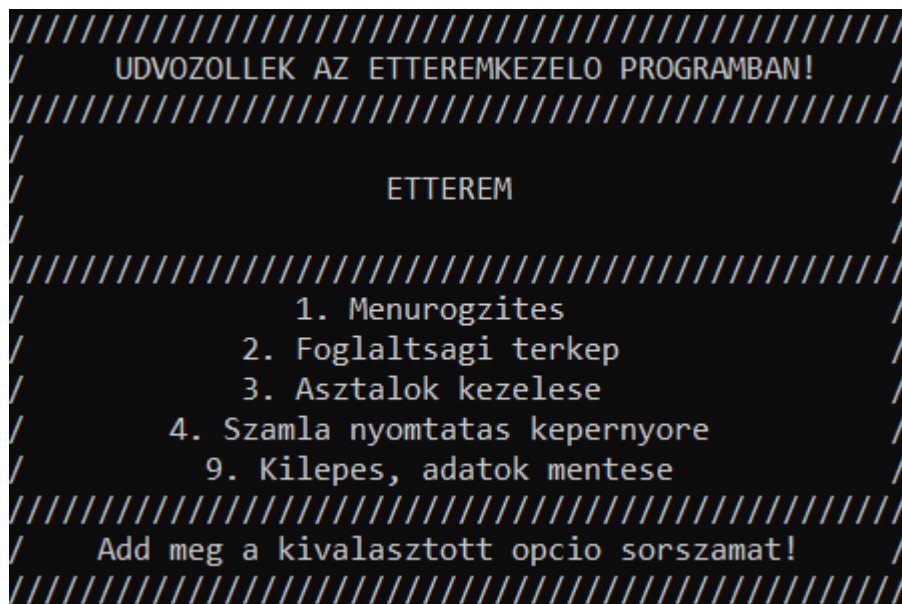 //////////////////////////////////////////////////
/ UDVOZOLLEK AZ ETTEREMKEZELO PROGRAMBAN! /
//////////////////////////////////////////////////
/ /
/ ETTEREM /
/ /
//////////////////////////////////////////////////
/ 1. Menurogzites /
/ 2. Foglaltsagi terkep /
/ 3. Asztalok kezelese /
/ 4. Szamla nyomtatas kepernyore /
/ 9. Kilepes, adatok mentese /
//////////////////////////////////////////////////
/ Add meg a kivalasztott opcio sorszamat! /
//////////////////////////////////////////////////